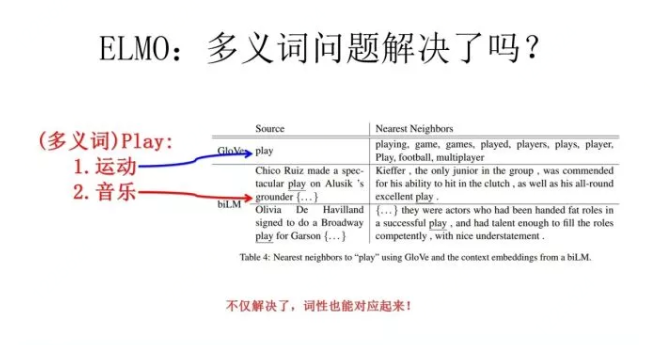 ELMO：多义词问题解决了吗？
(多义词)Play:
1.运动
2.音乐
Source Nearest Neighbors
GloVe play playing, game, games, played, players, plays, player,
Play, football, multiplayer
biLM
Chico Ruiz made a spec-
tacular play on Alusik 's
grounder {...}
Kieffer , the only junior in the group , was commended
for his ability to hit in the clutch , as well as his all-round
excellent play .
Olivia De Havilland
signed to do a Broadway
play for Garson {...}
{...} they were actors who had been handed fat roles in
a successful play , and had talent enough to fill the roles
competently , with nice understatement .
Table 4: Nearest neighbors to “play” using GloVe and the context embeddings from a biLM.
不仅解决了，词性也能对应起来！